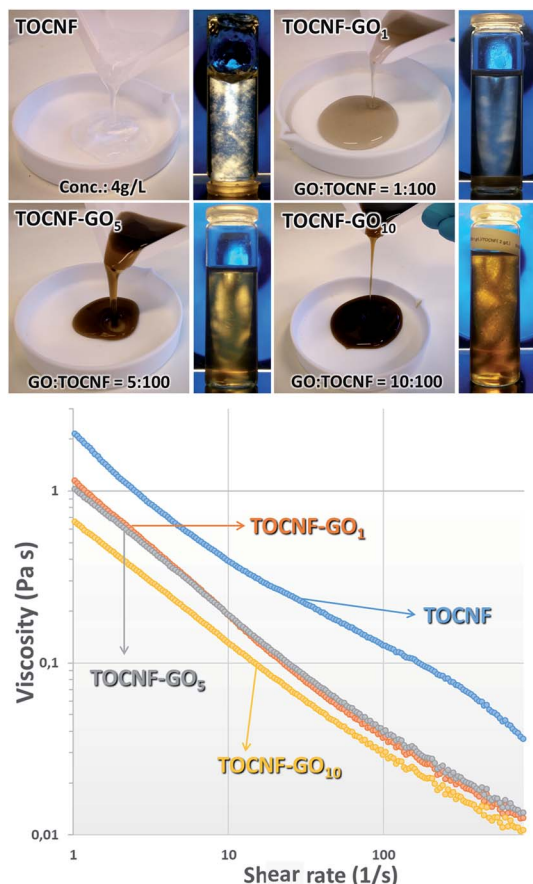 TOCNF
TOCNF-GO₁
Conc.: 4g/L
GO:TOCNF = 1:100
TOCNF-GO₅
TOCNF-GO₁₀
GO:TOCNF = 5:100
GO:TOCNF = 10:100
1
0,1
0,01
Viscosity (Pa s)
TOCNF-GO₁
TOCNF
TOCNF-GO₅
TOCNF-GO₁₀
1
10
100
Shear rate (1/s)